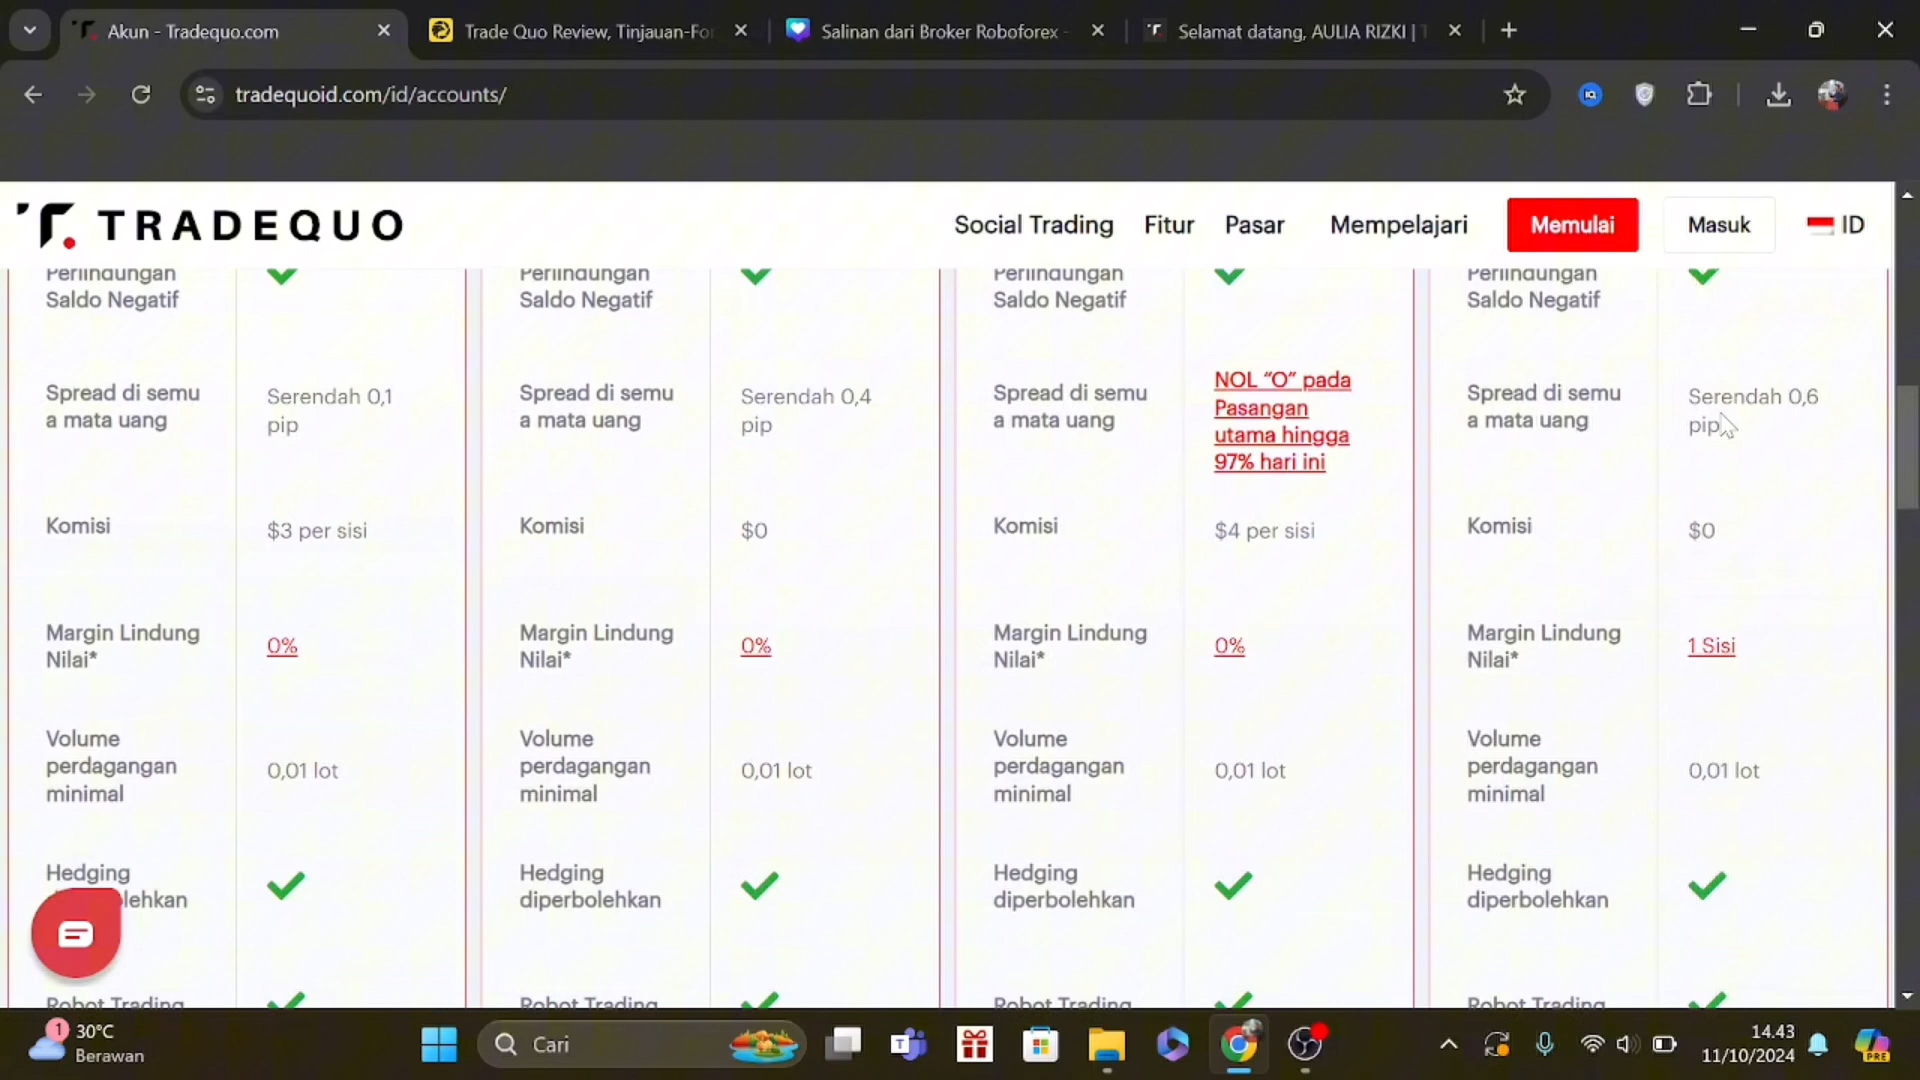 Akun - Tradequo.com
Trade Quo Review, Tinjauan-Fo
Salinan dari Broker Roboforex -
Selamat datang, AULIA RIZKI | T
tradequoid.com/id/accounts/
TRADEQUO
Social Trading
Fitur
Pasar
Mempelajari
Memulai
Masuk
ID
Perlindungan
Saldo Negatif
Perlindungan
Saldo Negatif
Perlindungan
Saldo Negatif
Perlindungan
Saldo Negatif
Spread di semu
a mata uang
Serendah 0,1
pip
Spread di semu
a mata uang
Serendah 0,4
pip
Spread di semu
a mata uang
NOL “O” pada
Pasangan
utama hingga
97% hari ini
Spread di semu
a mata uang
Serendah 0,6
pip
Komisi
$3 per sisi
Komisi
$0
Komisi
$4 per sisi
Komisi
$0
Margin Lindung
Nilai*
0%
Margin Lindung
Nilai*
0%
Margin Lindung
Nilai*
0%
Margin Lindung
Nilai*
1 Sisi
Volume
perdagangan
minimal
0,01 lot
Volume
perdagangan
minimal
0,01 lot
Volume
perdagangan
minimal
0,01 lot
Volume
perdagangan
minimal
0,01 lot
Hedging
lehkan
Hedging
diperbolehkan
Hedging
diperbolehkan
Hedging
diperbolehkan
Robot Trading
Robot Trading
Robot Trading
Robot Trading
1
30°C
Berawan
Cari
14.43
11/10/2024
PRE